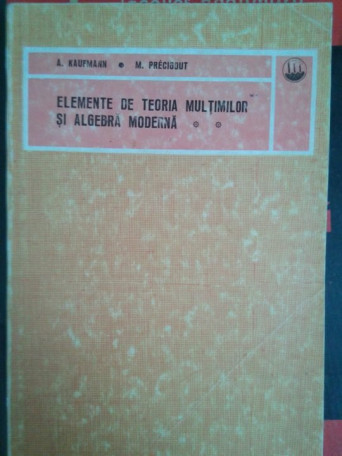 A. KAUFMANN • M. PRÉCIGOUT
ELEMENTE DE TEORIA MULȚIMILOR
ȘI ALGEBRĂ MODERNĂ * *